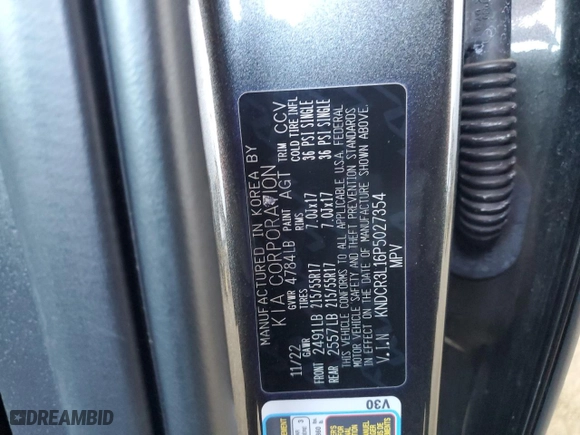 MANUFACTURED IN KOREA BY
KIA CORPORATION
11/22 GVWR 4784LB PAINT AGT TRIM CCV
GAWR TIRES RIMS COLD TIRE INFL
FRONT 2491LB 215/55R17 7.0Jx17 36 PSI SINGLE
REAR 2557LB 215/55R17 7.0Jx17 36 PSI SINGLE
THIS VEHICLE CONFORMS TO ALL APPLICABLE U.S.A. FEDERAL
MOTOR VEHICLE SAFETY AND THEFT PREVENTION STANDARDS
IN EFFECT ON THE DATE OF MANUFACTURE SHOWN ABOVE.
V.I.N KNDCR3L16P5027354
MPV
V30
DREAMBID